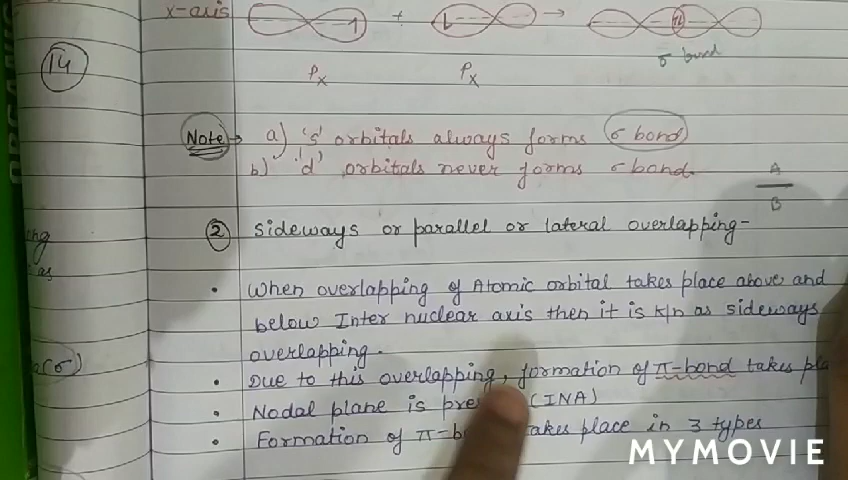 x-axis + →
14
Px Px σ bond
Note → a) 's' orbitals always forms σ bond
b) 'd' orbitals never forms σ bond.
A
B
② Sideways or parallel or lateral overlapping-
• When overlapping of Atomic orbital takes place above and
below Inter nuclear axis then it is k/n as sideways
overlapping.
• Due to this overlapping, formation of π-bond takes pla
• Nodal plane is pre (INA)
• Formation of π-b takes place in 3 types
MYMOVIE